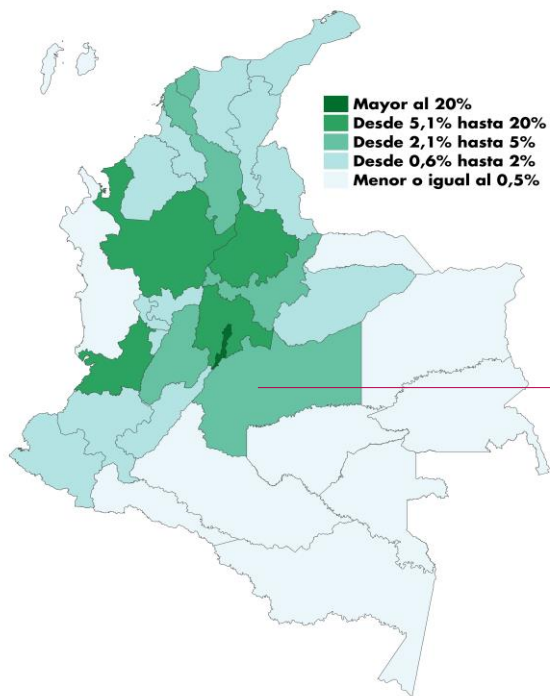 Mayor al 20%
Desde 5,1% hasta 20%
Desde 2,1% hasta 5%
Desde 0,6% hasta 2%
Menor o igual al 0,5%